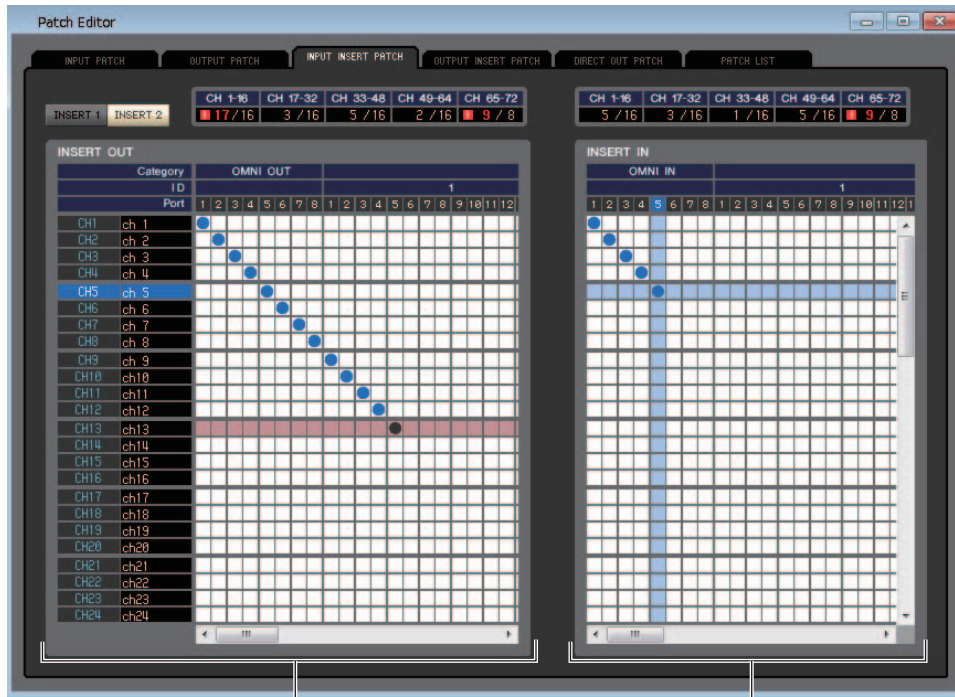 Patch Editor
INPUT PATCH OUTPUT PATCH INPUT INSERT PATCH OUTPUT INSERT PATCH DIRECT OUT PATCH PATCH LIST
INSERT 1 INSERT 2
CH 1-16 CH 17-32 CH 33-48 CH 49-64 CH 65-72
! 17/16 3/16 5/16 2/16 ! 9/8
CH 1-16 CH 17-32 CH 33-48 CH 49-64 CH 65-72
5/16 3/16 1/16 5/16 ! 9/8
INSERT OUT
Category OMNI OUT
ID 1
Port 1 2 3 4 5 6 7 8 1 2 3 4 5 6 7 8 9 10 11 12
CH1 ch 1
CH2 ch 2
CH3 ch 3
CH4 ch 4
CH5 ch 5
CH6 ch 6
CH7 ch 7
CH8 ch 8
CH9 ch 9
CH10 ch10
CH11 ch11
CH12 ch12
CH13 ch13
CH14 ch14
CH15 ch15
CH16 ch16
CH17 ch17
CH18 ch18
CH19 ch19
CH20 ch20
CH21 ch21
CH22 ch22
CH23 ch23
CH24 ch24
INSERT IN
OMNI IN
1
1 2 3 4 5 6 7 8 1 2 3 4 5 6 7 8 9 10 11 12 1